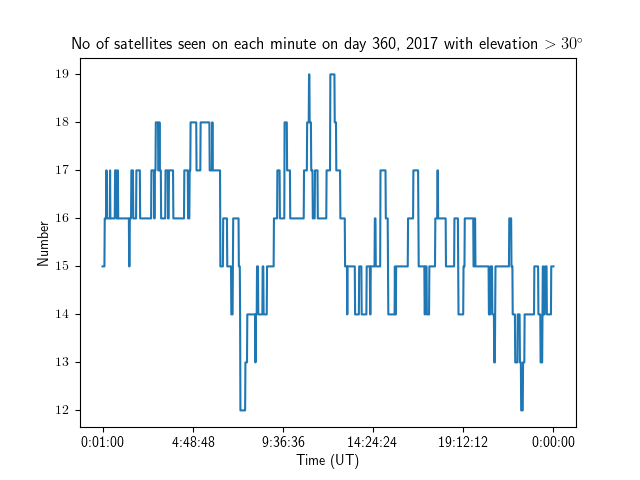 No of satellites seen on each minute on day 360, 2017 with elevation > 30°
19
18
17
16
15
14
13
12
Number
0:01:00 4:48:48 9:36:36 14:24:24 19:12:12 0:00:00
Time (UT)